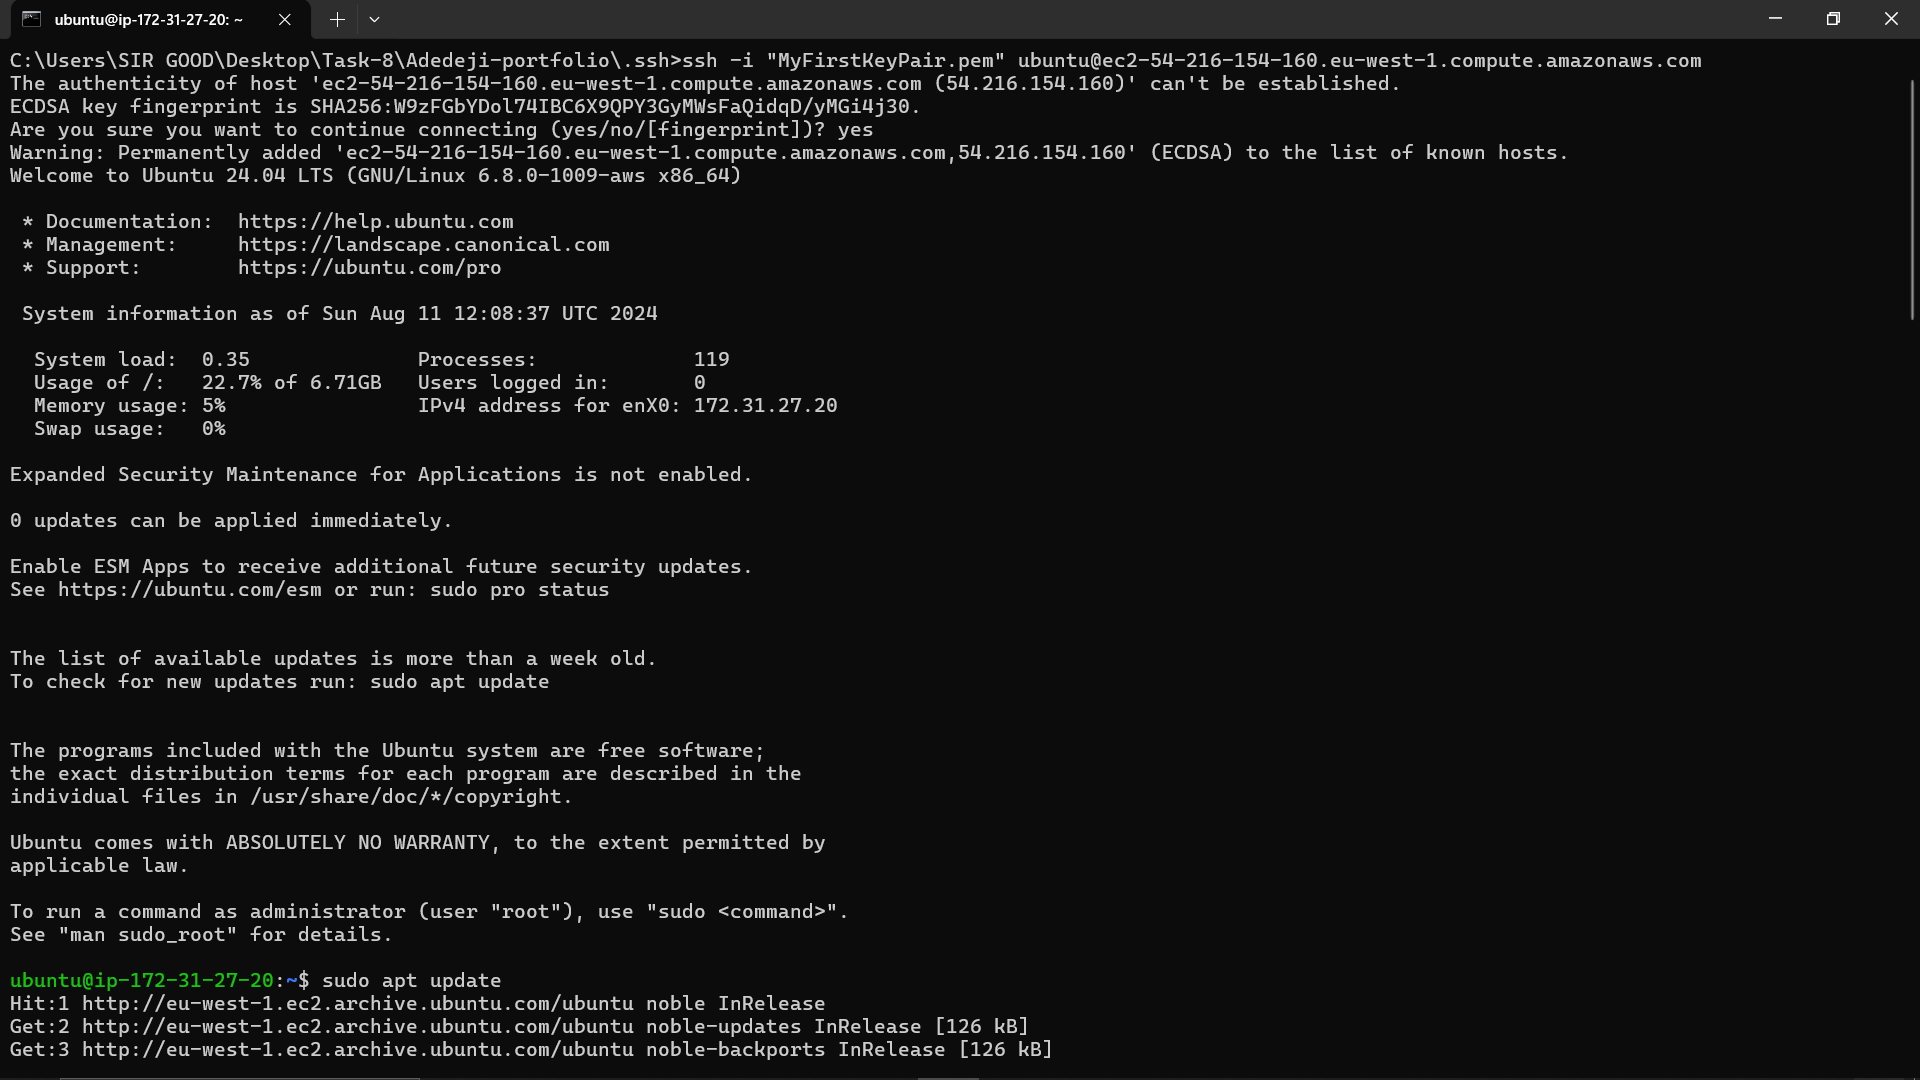 ubuntu@ip-172-31-27-20: ~
C:\Users\SIR GOOD\Desktop\Task-8\Adedeji-portfolio\.ssh>ssh -i "MyFirstKeyPair.pem" ubuntu@ec2-54-216-154-160.eu-west-1.compute.amazonaws.com
The authenticity of host 'ec2-54-216-154-160.eu-west-1.compute.amazonaws.com (54.216.154.160)' can't be established.
ECDSA key fingerprint is SHA256:W9zFGbYDol74IBC6X9QPY3GyMWsFaQidqD/yMGi4j30.
Are you sure you want to continue connecting (yes/no/[fingerprint])? yes
Warning: Permanently added 'ec2-54-216-154-160.eu-west-1.compute.amazonaws.com,54.216.154.160' (ECDSA) to the list of known hosts.
Welcome to Ubuntu 24.04 LTS (GNU/Linux 6.8.0-1009-aws x86_64)
 * Documentation:  https://help.ubuntu.com
 * Management:     https://landscape.canonical.com
 * Support:        https://ubuntu.com/pro
 System information as of Sun Aug 11 12:08:37 UTC 2024
  System load:  0.35              Processes:             119
  Usage of /:   22.7% of 6.71GB   Users logged in:       0
  Memory usage: 5%                IPv4 address for enX0: 172.31.27.20
  Swap usage:   0%
Expanded Security Maintenance for Applications is not enabled.
0 updates can be applied immediately.
Enable ESM Apps to receive additional future security updates.
See https://ubuntu.com/esm or run: sudo pro status
The list of available updates is more than a week old.
To check for new updates run: sudo apt update
The programs included with the Ubuntu system are free software;
the exact distribution terms for each program are described in the
individual files in /usr/share/doc/*/copyright.
Ubuntu comes with ABSOLUTELY NO WARRANTY, to the extent permitted by
applicable law.
To run a command as administrator (user "root"), use "sudo <command>".
See "man sudo_root" for details.
ubuntu@ip-172-31-27-20:~$ sudo apt update
Hit:1 http://eu-west-1.ec2.archive.ubuntu.com/ubuntu noble InRelease
Get:2 http://eu-west-1.ec2.archive.ubuntu.com/ubuntu noble-updates InRelease [126 kB]
Get:3 http://eu-west-1.ec2.archive.ubuntu.com/ubuntu noble-backports InRelease [126 kB]